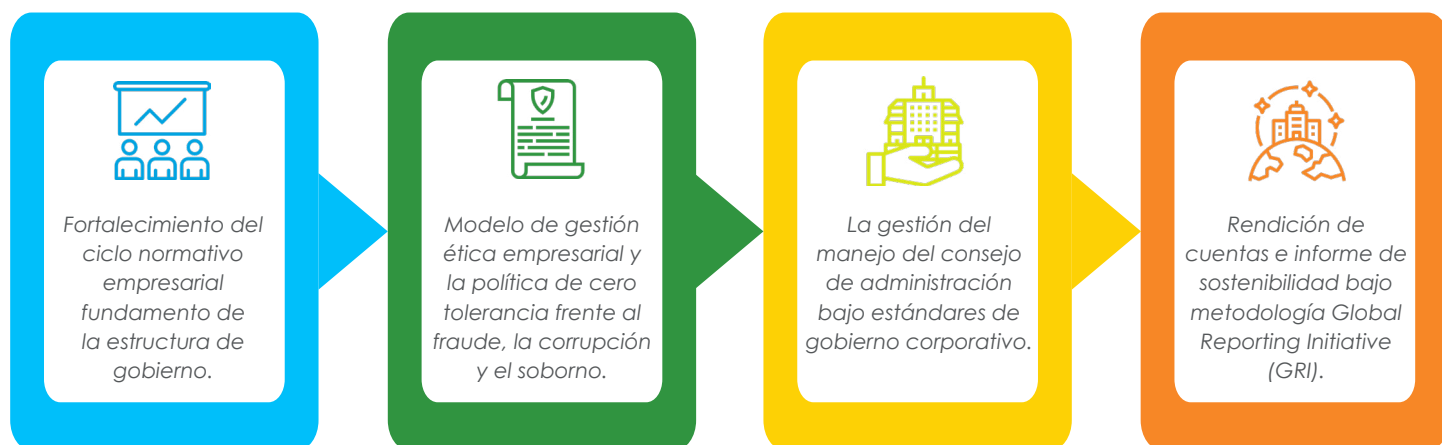 Fortalecimiento del
ciclo normativo
empresarial
fundamento de
la estructura de
gobierno.
Modelo de gestión
ética empresarial y
la política de cero
tolerancia frente al
fraude, la corrupción
y el soborno.
La gestión del
manejo del consejo
de administración
bajo estándares de
gobierno corporativo.
Rendición de
cuentas e informe de
sostenibilidad bajo
metodología Global
Reporting Initiative
(GRI).